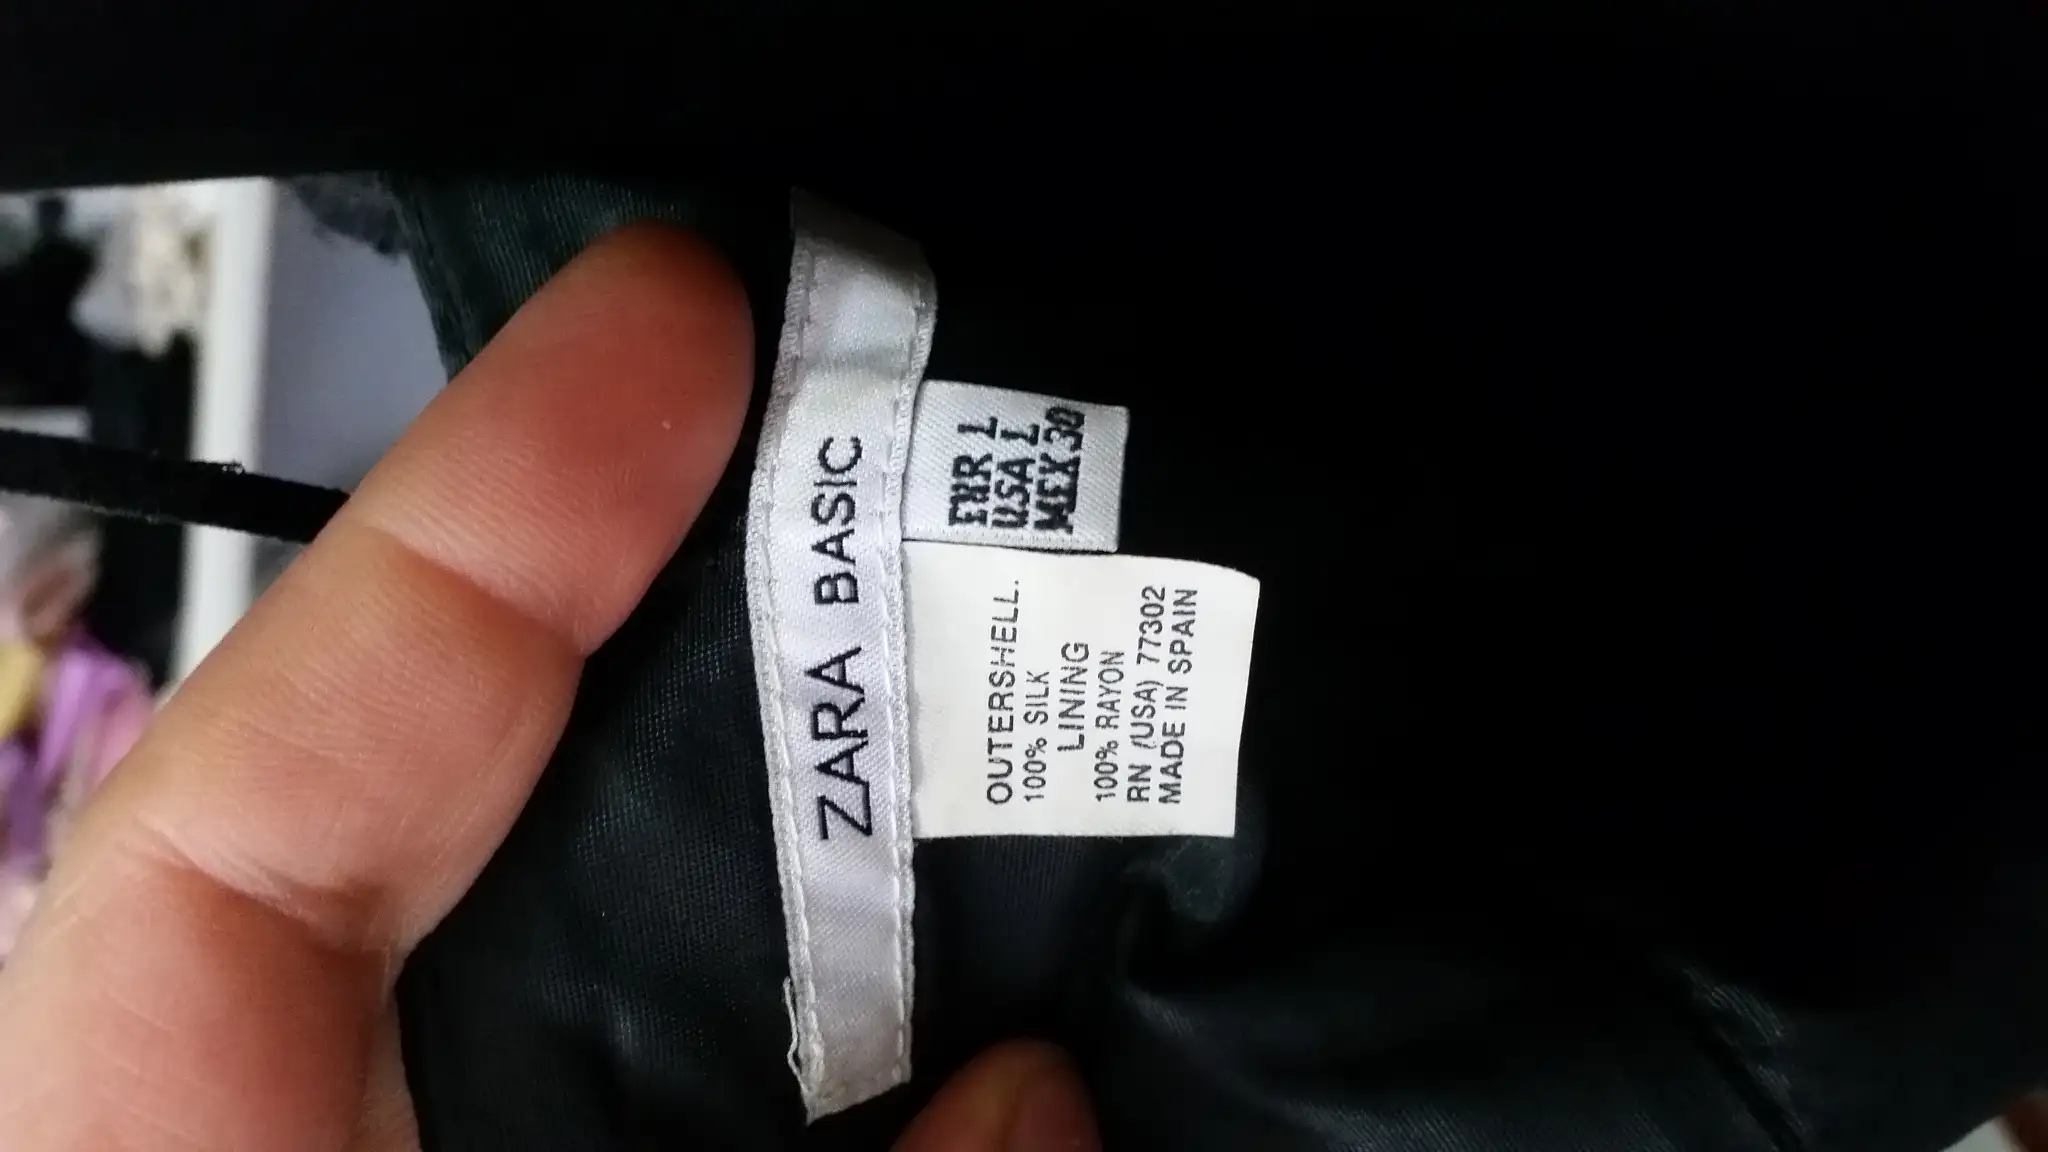 ZARA BASIC
EUR L
USA L
MEX 30
OUTERSHELL.
100% SILK
LINING
100% RAYON
RN (USA) 77302
MADE IN SPAIN